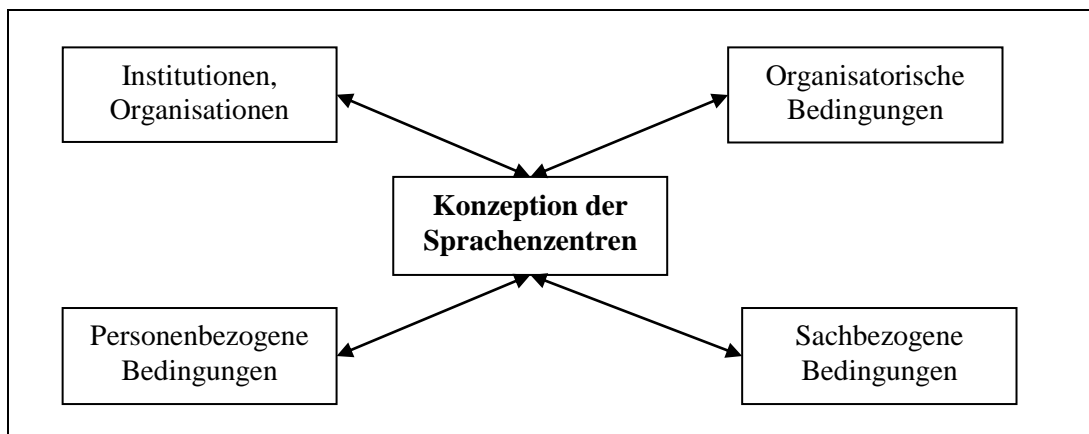 Institutionen,
Organisationen
Organisatorische
Bedingungen
Konzeption der
Sprachenzentren
Personenbezogene
Bedingungen
Sachbezogene
Bedingungen